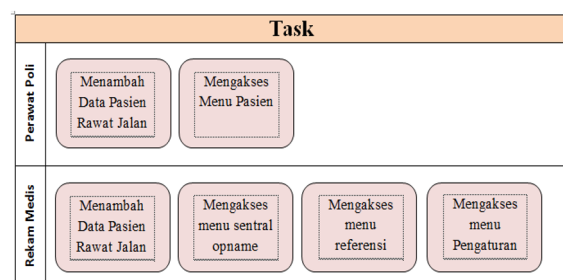 Task
Perawat Poli
Menambah
Data Pasien
Rawat Jalan
Mengakses
Menu Pasien
Rekam Medis
Menambah
Data Pasien
Rawat Jalan
Mengakses
menu sentral
opname
Mengakses
menu
referensi
Mengakses
menu
Pengaturan